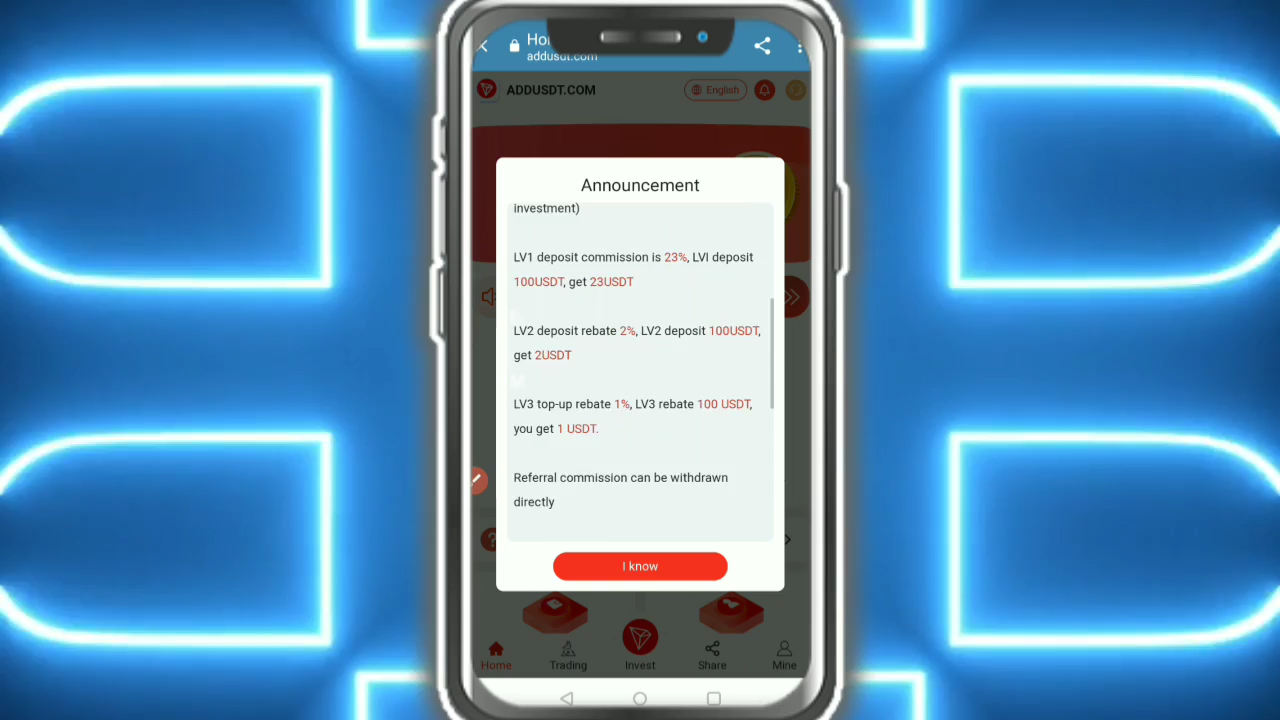 Ho
addusdt.com
ADDUSDT.COM
English
Announcement
investment)
LV1 deposit commission is 23%, LVI deposit
100USDT, get 23USDT
LV2 deposit rebate 2%, LV2 deposit 100USDT,
get 2USDT
LV3 top-up rebate 1%, LV3 rebate 100 USDT,
you get 1 USDT.
Referral commission can be withdrawn
directly
I know
Home
Trading
Invest
Share
Mine